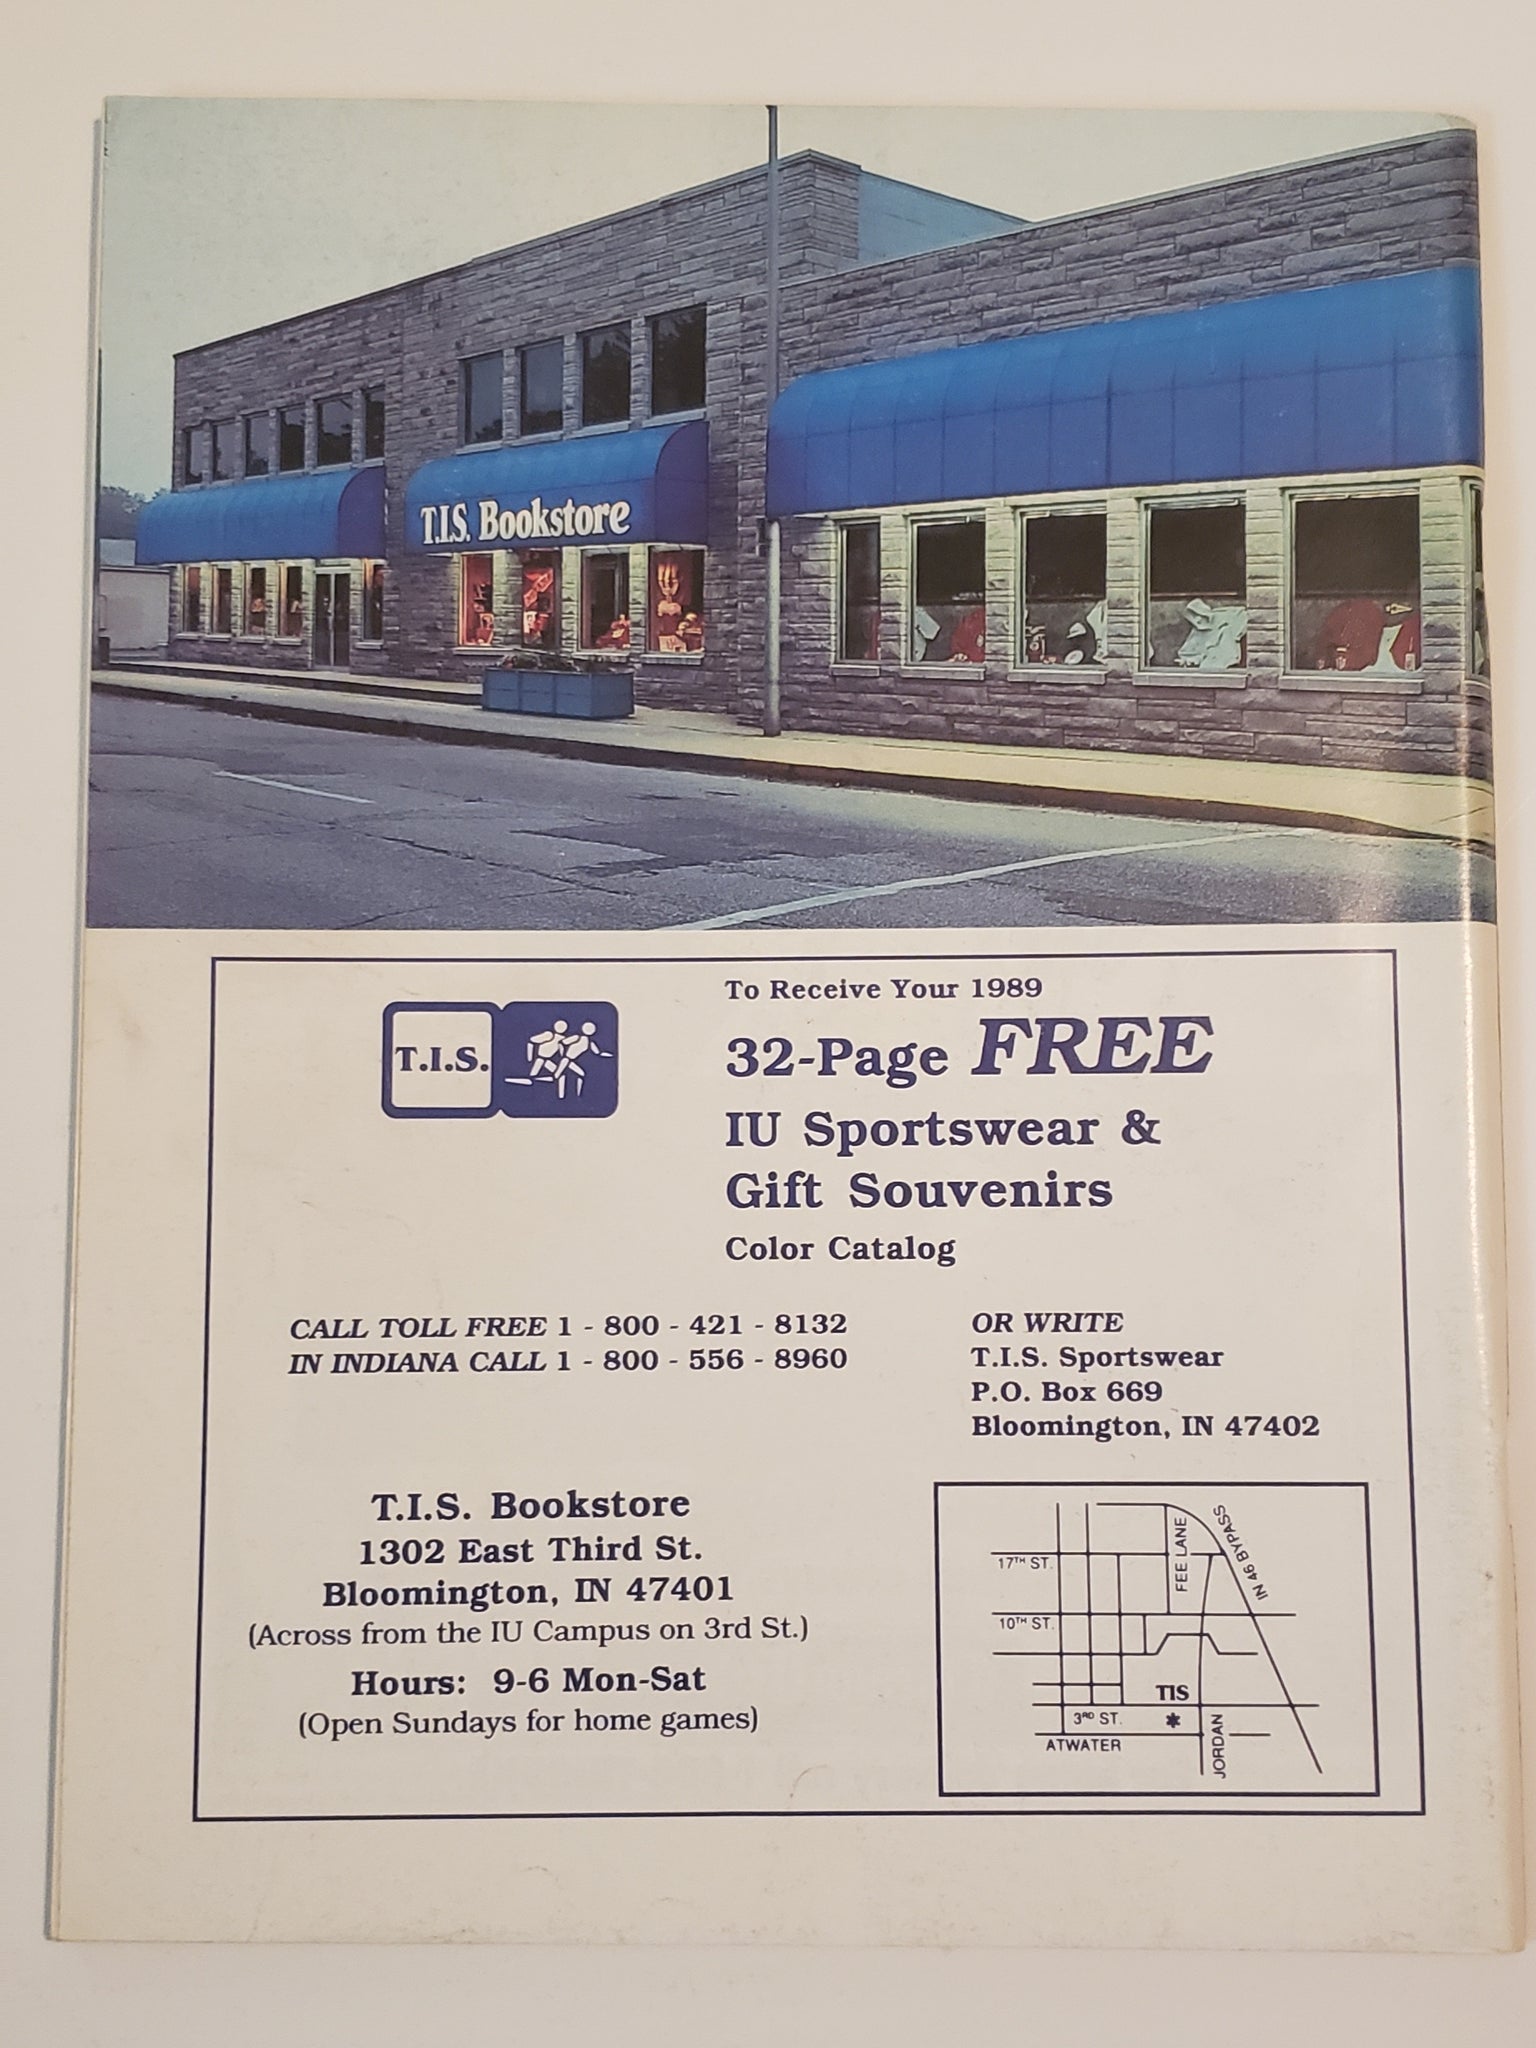 T.I.S. Bookstore
T.I.S.
To Receive Your 1989
32-Page FREE
IU Sportswear &
Gift Souvenirs
Color Catalog
CALL TOLL FREE 1 - 800 - 421 - 8132
IN INDIANA CALL 1 - 800 - 556 - 8960
OR WRITE
T.I.S. Sportswear
P.O. Box 669
Bloomington, IN 47402
T.I.S. Bookstore
1302 East Third St.
Bloomington, IN 47401
(Across from the IU Campus on 3rd St.)
Hours: 9-6 Mon-Sat
(Open Sundays for home games)
17TH ST.
FEE LANE
IN 46 BYPASS
10TH ST.
TIS
3RD ST.
*
ATWATER
JORDAN